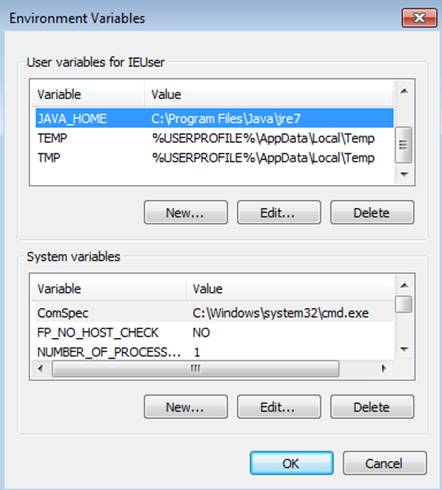 Environment Variables
User variables for IEUser
Variable Value
JAVA_HOME C:\Program Files\Java\jre7
TEMP %USERPROFILE%\AppData\Local\Temp
TMP %USERPROFILE%\AppData\Local\Temp
New... Edit... Delete
System variables
Variable Value
ComSpec C:\Windows\system32\cmd.exe
FP_NO_HOST_CHECK NO
NUMBER_OF_PROCESS... 1
New... Edit... Delete
OK Cancel